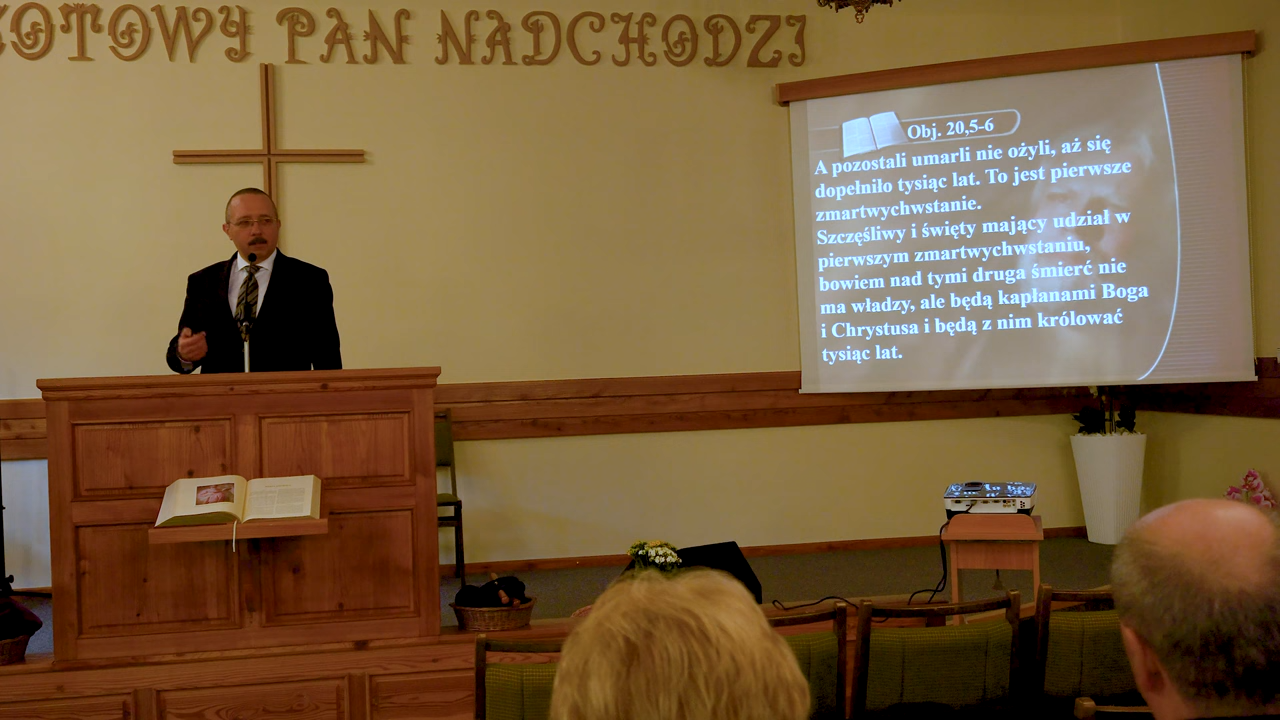 GOTOWY PAN NADCHODZI
Obj. 20,5-6
A pozostali umarli nie ożyli, aż się
dopełniło tysiąc lat. To jest pierwsze
zmartwychwstanie.
Szczęśliwy i święty mający udział w
pierwszym zmartwychwstaniu,
bowiem nad tymi druga śmierć nie
ma władzy, ale będą kapłanami Boga
i Chrystusa i będą z nim królować
tysiąc lat.